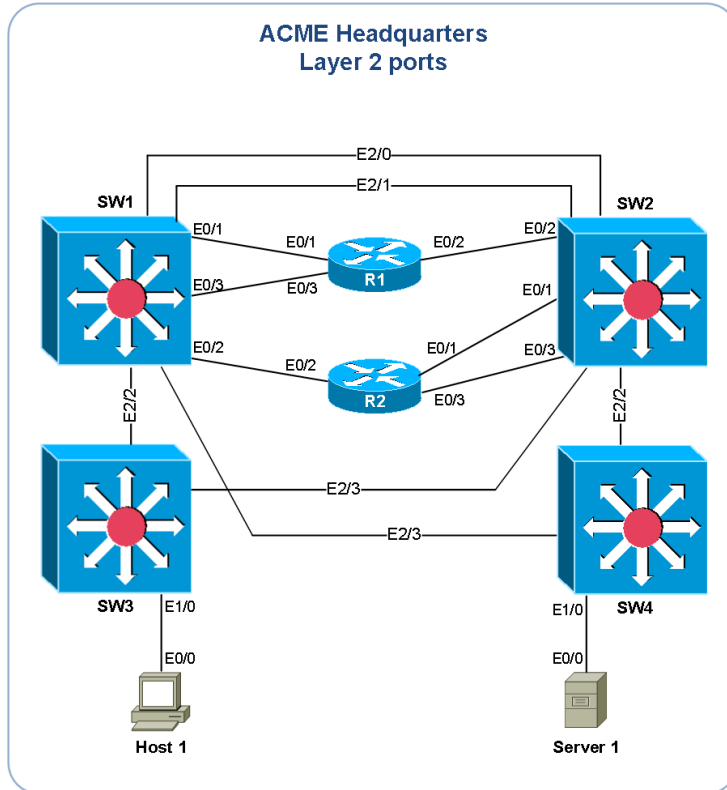 ACME Headquarters
Layer 2 ports
E2/0
E2/1
SW1
SW2
E0/1
E0/1
E0/2
E0/2
E0/3
E0/3
R1
E0/1
E0/2
E0/2
E0/1
E0/3
E0/3
R2
E2/2
E2/2
E2/3
E2/3
SW3
SW4
E1/0
E1/0
E0/0
E0/0
Host 1
Server 1